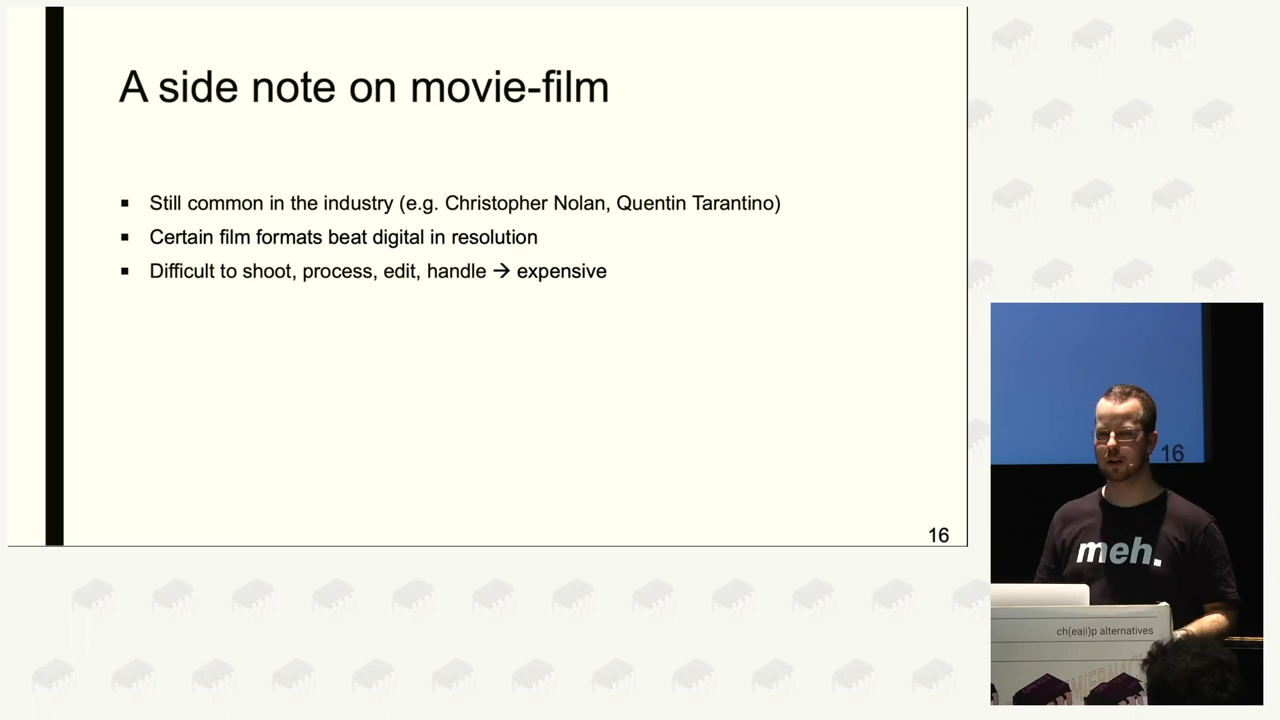 A side note on movie-film
▪ Still common in the industry (e.g. Christopher Nolan, Quentin Tarantino)
▪ Certain film formats beat digital in resolution
▪ Difficult to shoot, process, edit, handle → expensive
16
16
meh.
ch(ea|i)p alternatives